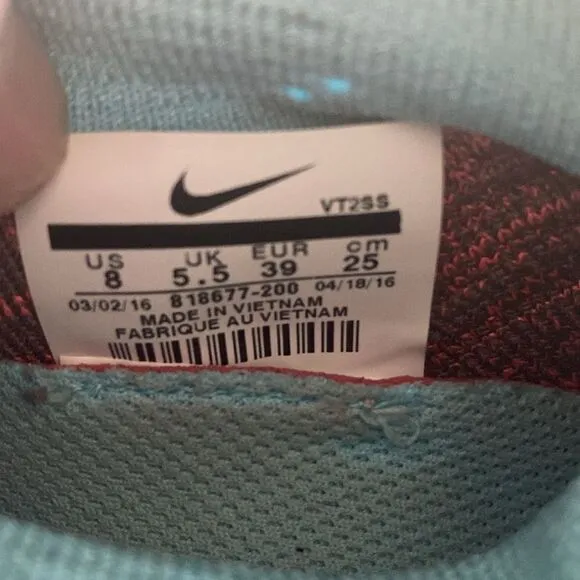 VT2SS
US UK EUR cm
8 5.5 39 25
03/02/16 818677-200 04/18/16
MADE IN VIETNAM
FABRIQUE AU VIETNAM